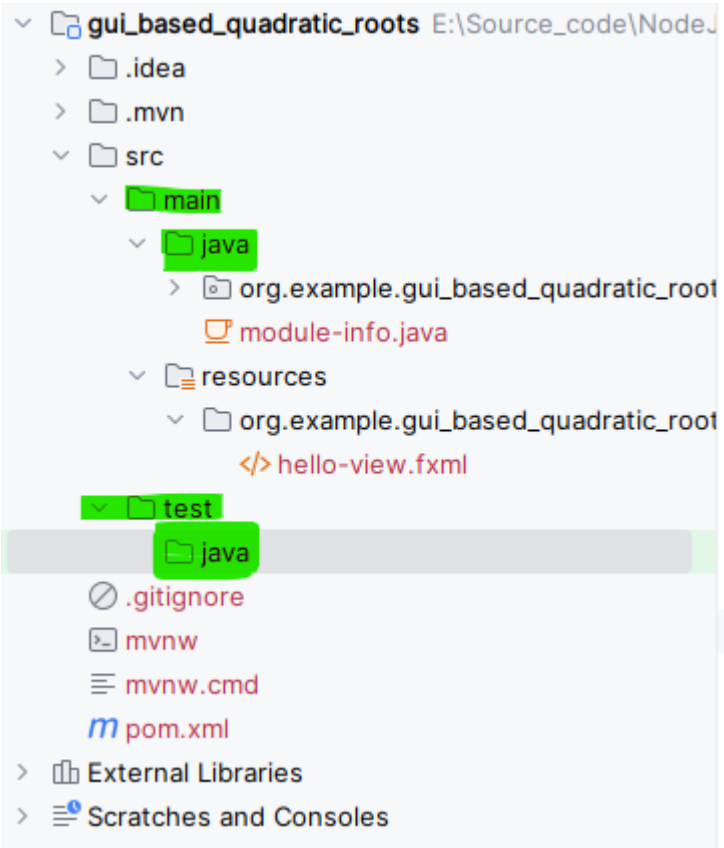 gui_based_quadratic_roots E:\Source_code\NodeJ
.idea
.mvn
src
main
java
org.example.gui_based_quadratic_root
module-info.java
resources
org.example.gui_based_quadratic_root
</> hello-view.fxml
test
java
.gitignore
mvnw
mvnw.cmd
m pom.xml
External Libraries
Scratches and Consoles